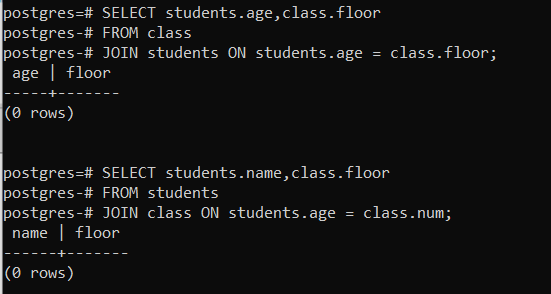 postgres=# SELECT students.age,class.floor
postgres-# FROM class
postgres-# JOIN students ON students.age = class.floor;
 age | floor
-----+-------
(0 rows)

postgres=# SELECT students.name,class.floor
postgres-# FROM students
postgres-# JOIN class ON students.age = class.num;
 name | floor
------+-------
(0 rows)